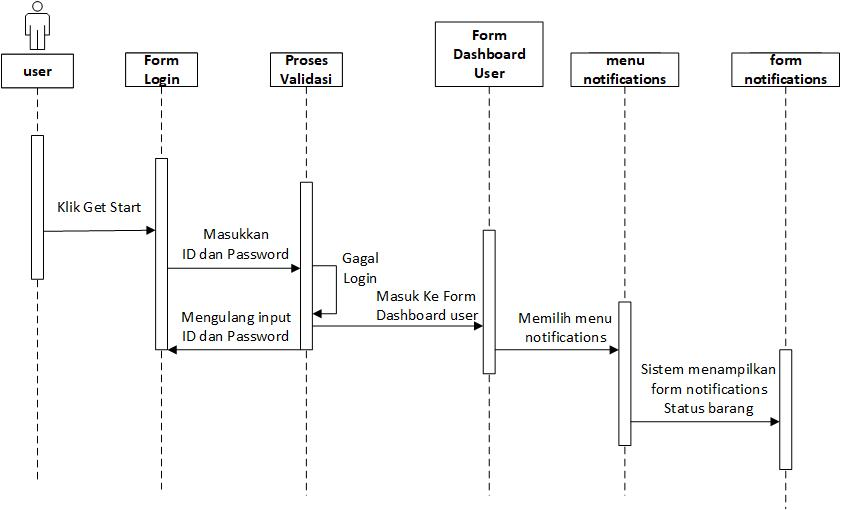 user
Form
Login
Proses
Validasi
Form
Dashboard
User
menu
notifications
form
notifications
Klik Get Start
Masukkan
ID dan Password
Gagal
Login
Mengulang input
ID dan Password
Masuk Ke Form
Dashboard user
Memilih menu
notifications
Sistem menampilkan
form notifications
Status barang